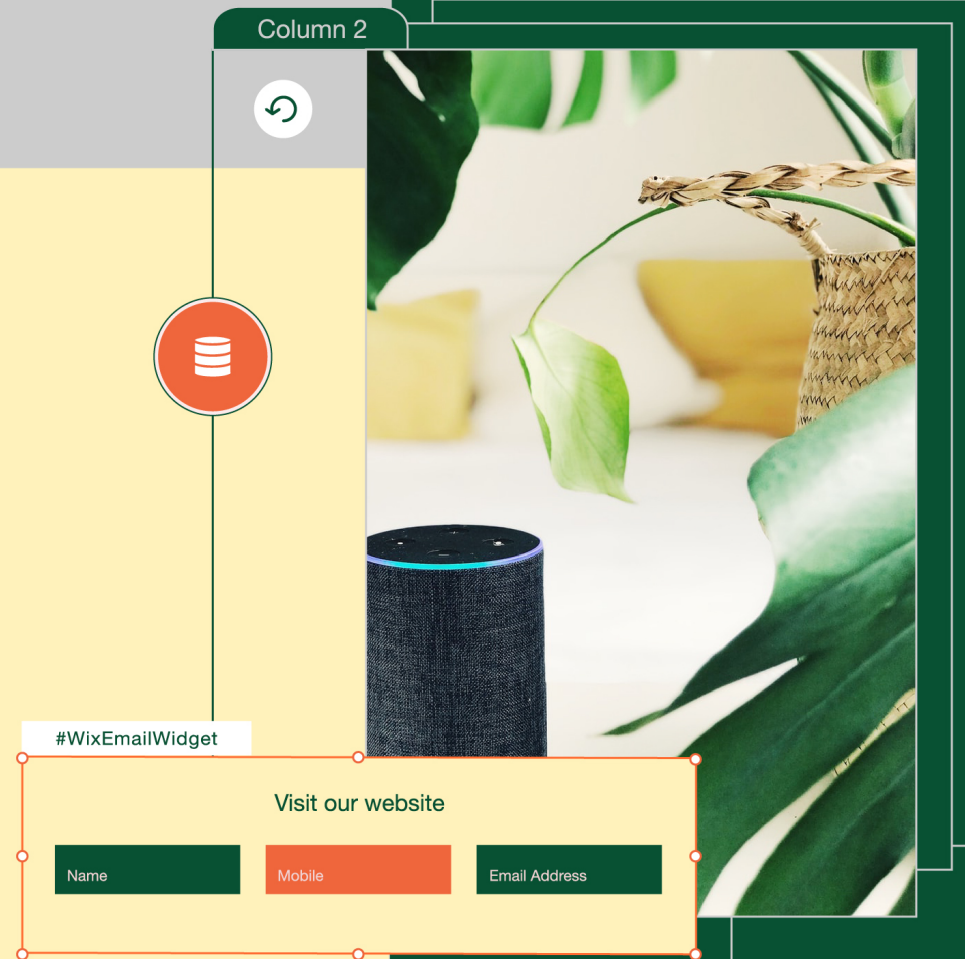 Column 2
#WixEmailWidget
Visit our website
Name
Mobile
Email Address